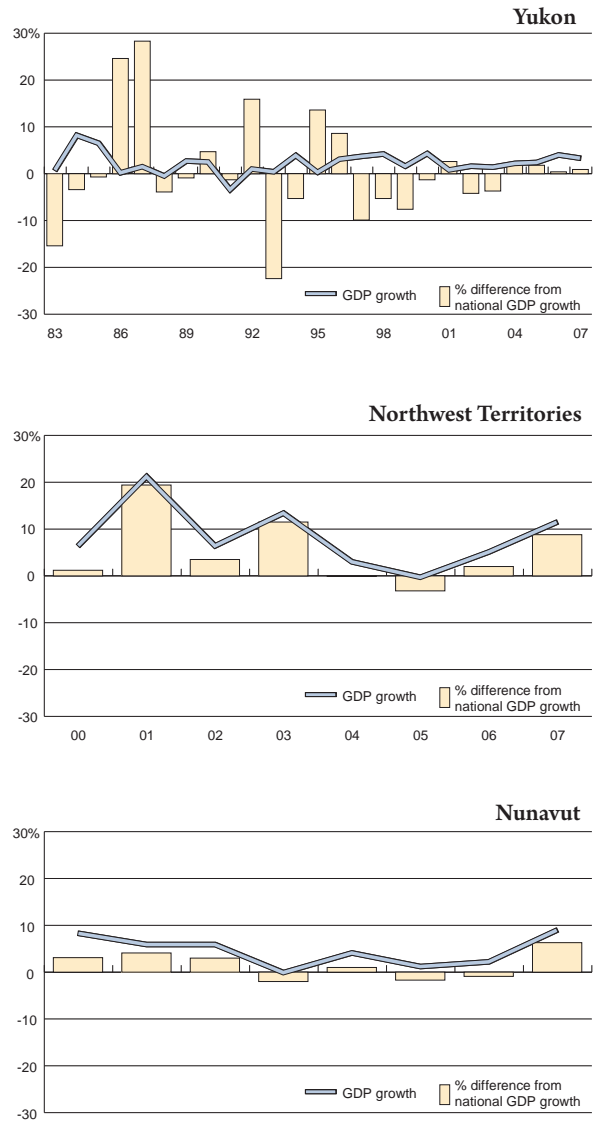 Yukon
30%
20
10
0
-10
-20
-30
GDP growth
% difference from
national GDP growth
83 86 89 92 95 98 01 04 07
Northwest Territories
30%
20
10
0
-10
-20
-30
GDP growth
% difference from
national GDP growth
00 01 02 03 04 05 06 07
Nunavut
30%
20
10
0
-10
-20
-30
GDP growth
% difference from
national GDP growth